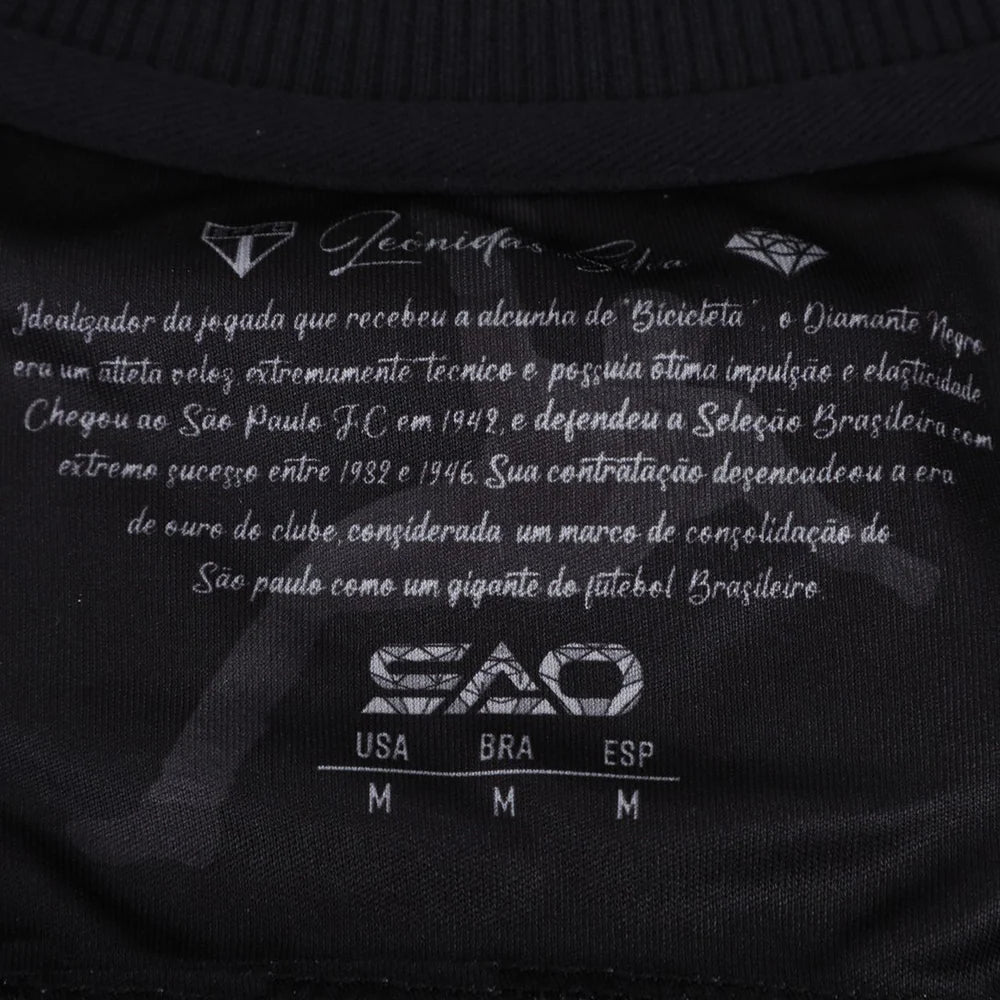 Leônidas da Silva
Idealizador da jogada que recebeu a alcunha de "Bicicleta", o Diamante Negro
era um atleta veloz, extremamente técnico e possuia ótima impulsão e elasticidade
Chegou ao São Paulo F.C em 1942, e defendeu a Seleção Brasileira com
extremo sucesso entre 1932 e 1946. Sua contratação desencadeou a era
de ouro do clube, considerada um marco de consolidação do
São paulo como um gigante do futebol Brasileiro.
SAO
USA BRA ESP
M M M